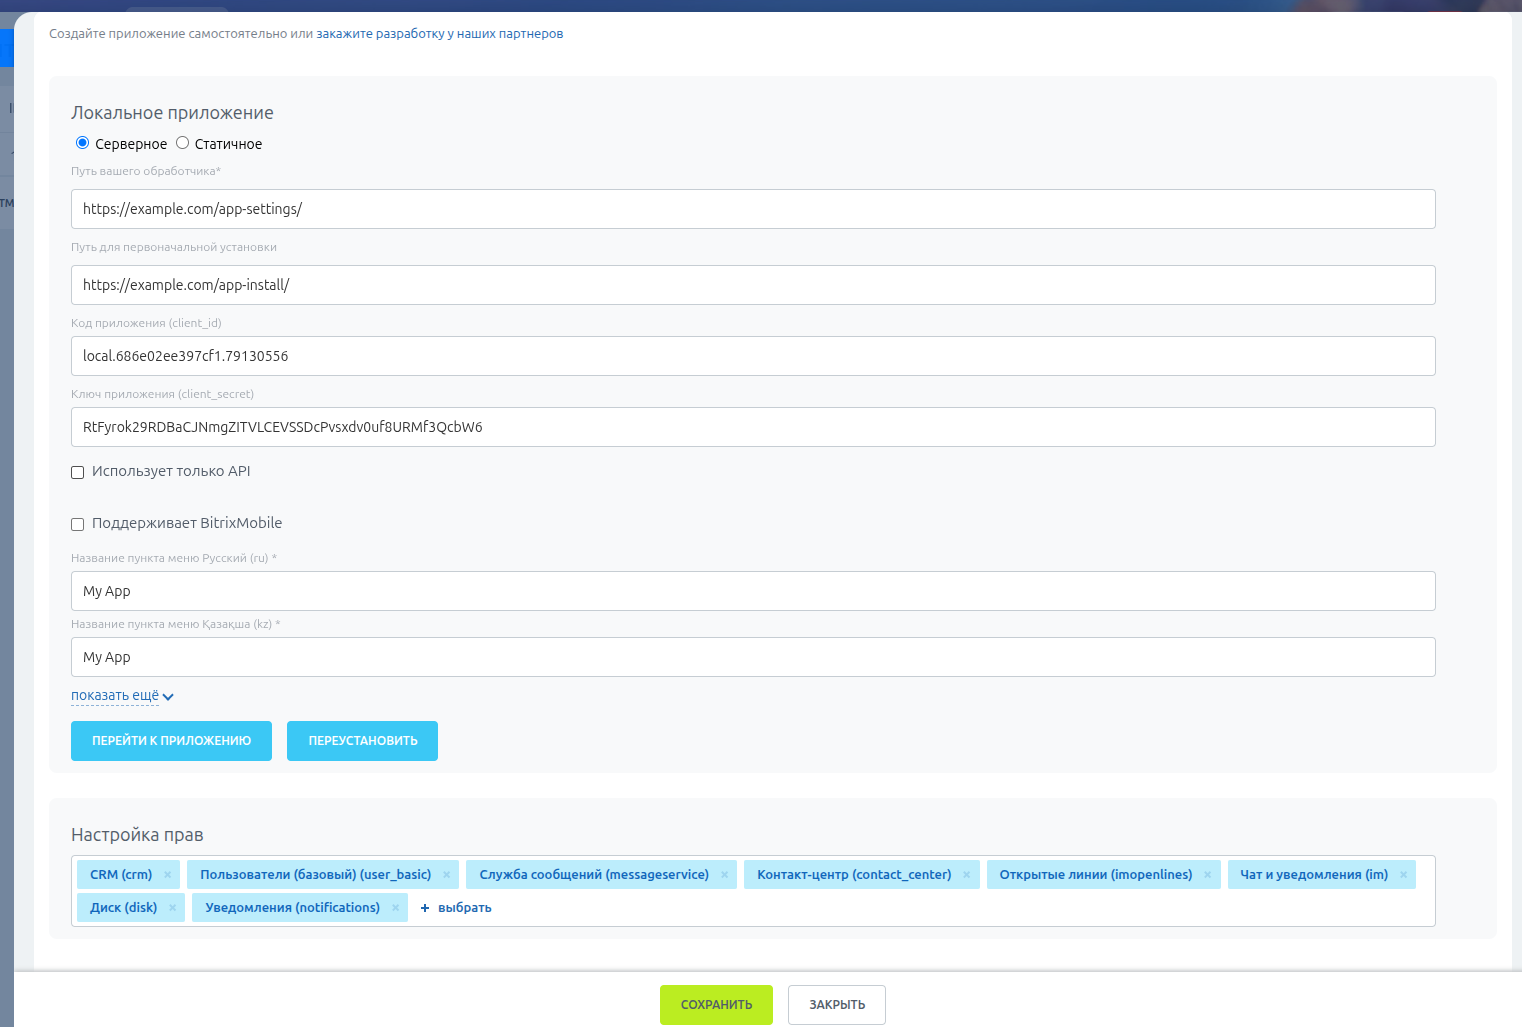 Создайте приложение самостоятельно или закажите разработку у наших партнеров
Локальное приложение
Серверное Статичное
Путь вашего обработчика*
https://example.com/app-settings/
Путь для первоначальной установки
https://example.com/app-install/
Код приложения (client_id)
local.686e02ee397cf1.79130556
Ключ приложения (client_secret)
RtFyrok29RDBaCJNmgZITVLCEVSSDcPvsxdv0uf8URMf3QcbW6
Использует только API
Поддерживает BitrixMobile
Название пункта меню Русский (ru) *
My App
Название пункта меню Қазақша (kz) *
My App
показать ещё
ПЕРЕЙТИ К ПРИЛОЖЕНИЮ ПЕРЕУСТАНОВИТЬ
Настройка прав
CRM (crm) × Пользователи (базовый) (user_basic) × Служба сообщений (messageservice) × Контакт-центр (contact_center) × Открытые линии (imopenlines) × Чат и уведомления (im) ×
Диск (disk) × Уведомления (notifications) × + выбрать
СОХРАНИТЬ ЗАКРЫТЬ